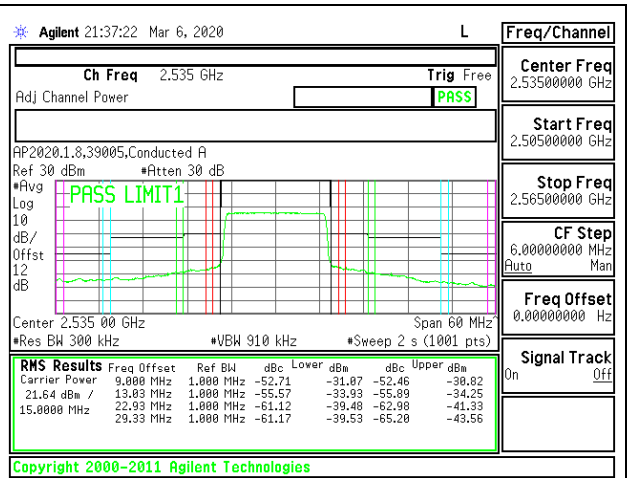 Agilent 21:37:22 Mar 6, 2020 L
Freq/Channel
Ch Freq 2.535 GHz Trig Free
Adj Channel Power PASS
AP2020.1.8,39005,Conducted A
Ref 30 dBm #Atten 30 dB
#Avg
Log
10
dB/
Offst
12
dB
PASS LIMIT1
Center 2.535 00 GHz Span 60 MHz^
#Res BW 300 kHz #VBW 910 kHz #Sweep 2 s (1001 pts)
RMS Results Freq Offset Ref BW dBc Lower dBm dBc Upper dBm
Carrier Power 9.000 MHz 1.000 MHz -52.71 -31.07 -52.46 -30.82
21.64 dBm / 13.03 MHz 1.000 MHz -55.57 -33.93 -55.89 -34.25
15.0000 MHz 22.93 MHz 1.000 MHz -61.12 -39.48 -62.98 -41.33
29.33 MHz 1.000 MHz -61.17 -39.53 -65.20 -43.56
Center Freq
2.53500000 GHz
Start Freq
2.50500000 GHz
Stop Freq
2.56500000 GHz
CF Step
6.00000000 MHz
Auto Man
Freq Offset
0.00000000 Hz
Signal Track
On Off
Copyright 2000-2011 Agilent Technologies